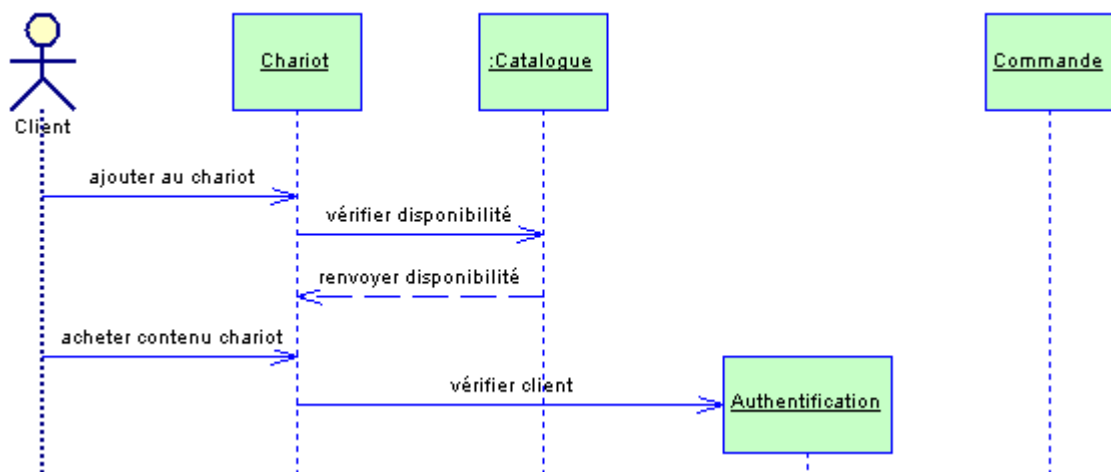 Chariot
:Catalogue
Commande
Client
ajouter au chariot
vérifier disponibilité
renvoyer disponibilité
acheter contenu chariot
vérifier client
Authentification